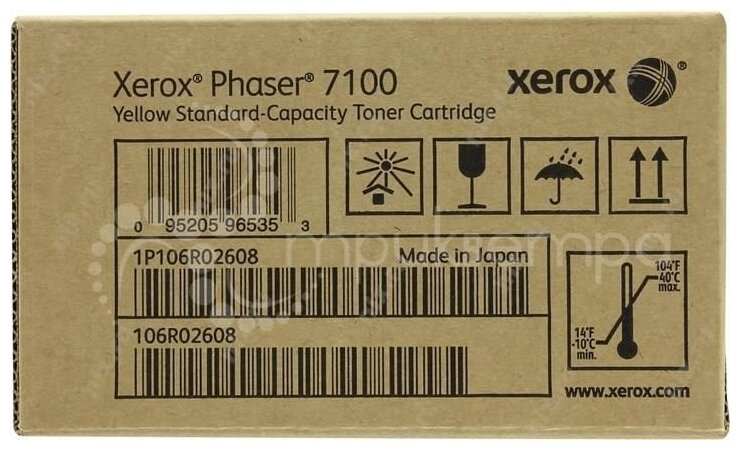 Xerox® Phaser® 7100
Yellow Standard-Capacity Toner Cartridge
xerox ®
0 95205 96535 3
1P106R02608 Made in Japan
106R02608
104°F
40°C
max.
14°F
-10°C
min.
www.xerox.com